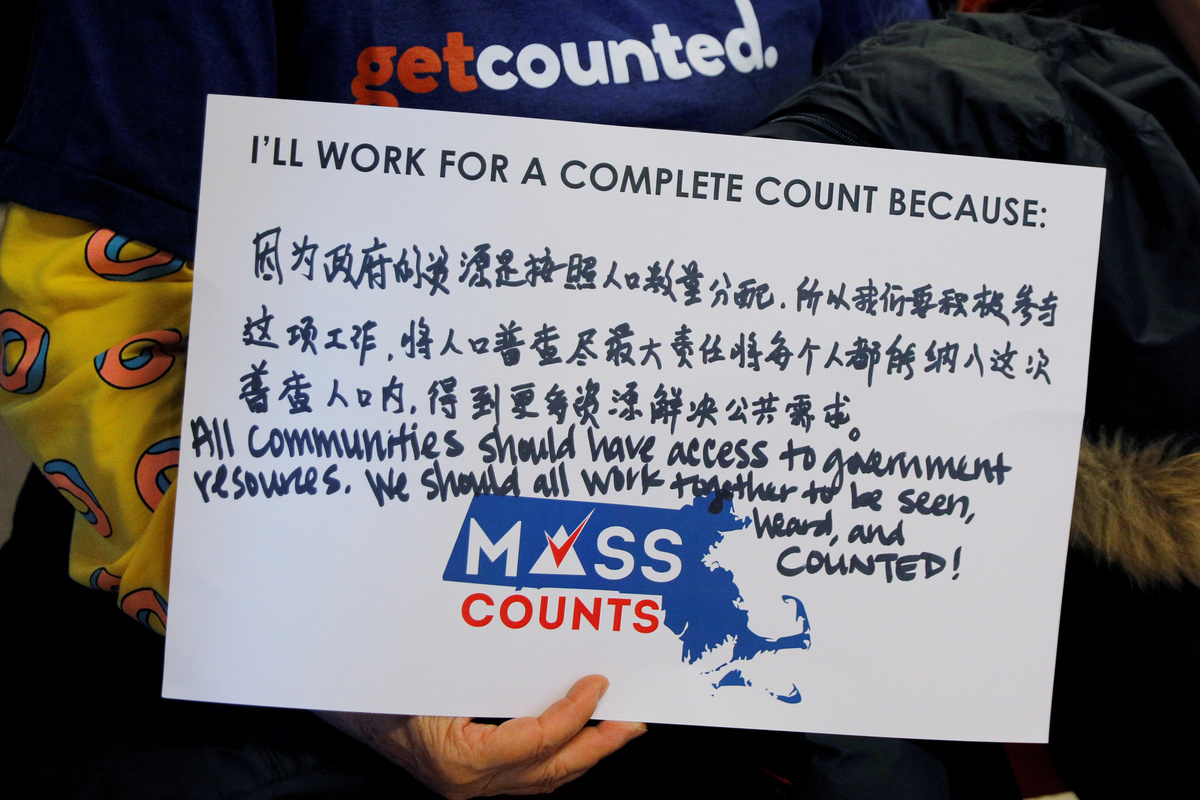 getcounted.
I'LL WORK FOR A COMPLETE COUNT BECAUSE:
因为政府的资源是按照人口数量分配,所以我们要积极参与
这项工作,将人口普查尽最大责任将每个人都能纳入这次
普查人口内,得到更多资源解决公共需求。
All communities should have access to government
resources. We should all work together to be seen,
heard, and
COUNTED!
MASS
COUNTS